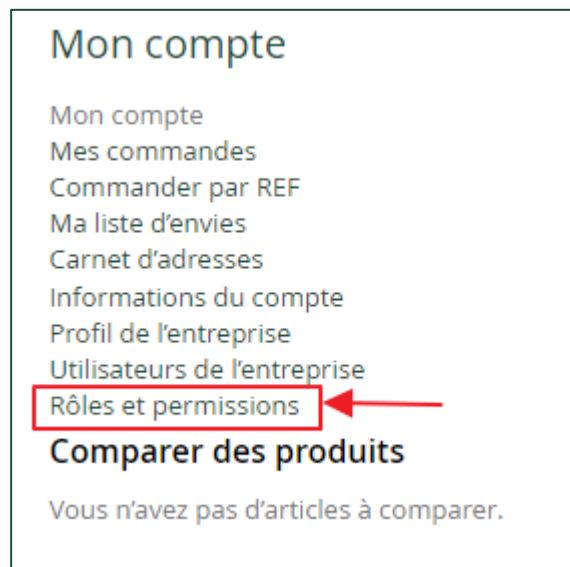 Mon compte
Mon compte
Mes commandes
Commander par REF
Ma liste d’envies
Carnet d’adresses
Informations du compte
Profil de l’entreprise
Utilisateurs de l’entreprise
Rôles et permissions
Comparer des produits
Vous n’avez pas d’articles à comparer.